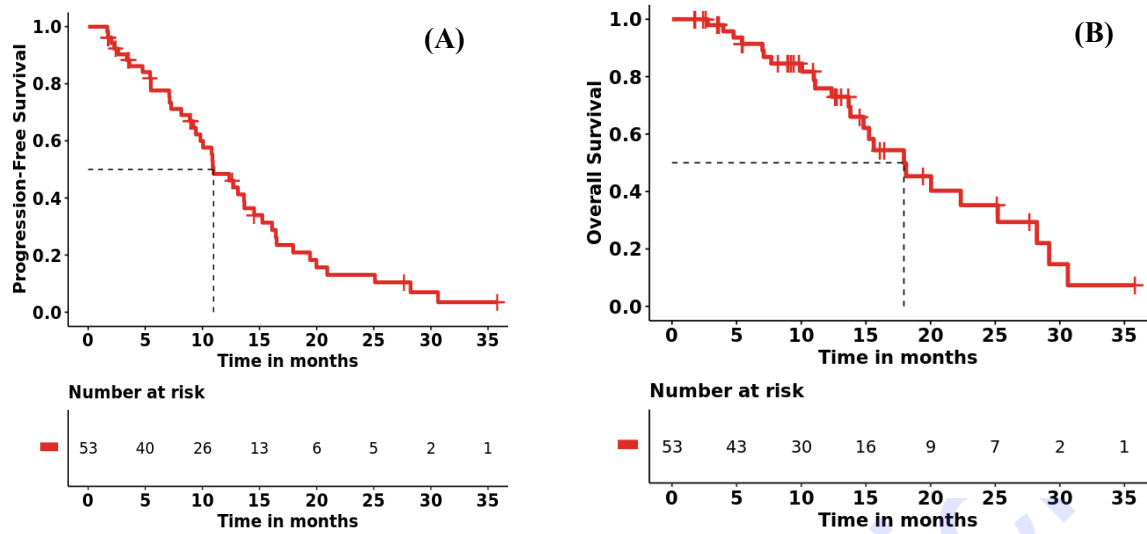 (A)
Progression-Free Survival
1.0
0.8
0.6
0.4
0.2
0.0
0 5 10 15 20 25 30 35
Time in months
Number at risk
53 40 26 13 6 5 2 1
0 5 10 15 20 25 30 35
Time in months
(B)
Overall Survival
1.0
0.8
0.6
0.4
0.2
0.0
0 5 10 15 20 25 30 35
Time in months
Number at risk
53 43 30 16 9 7 2 1
0 5 10 15 20 25 30 35
Time in months